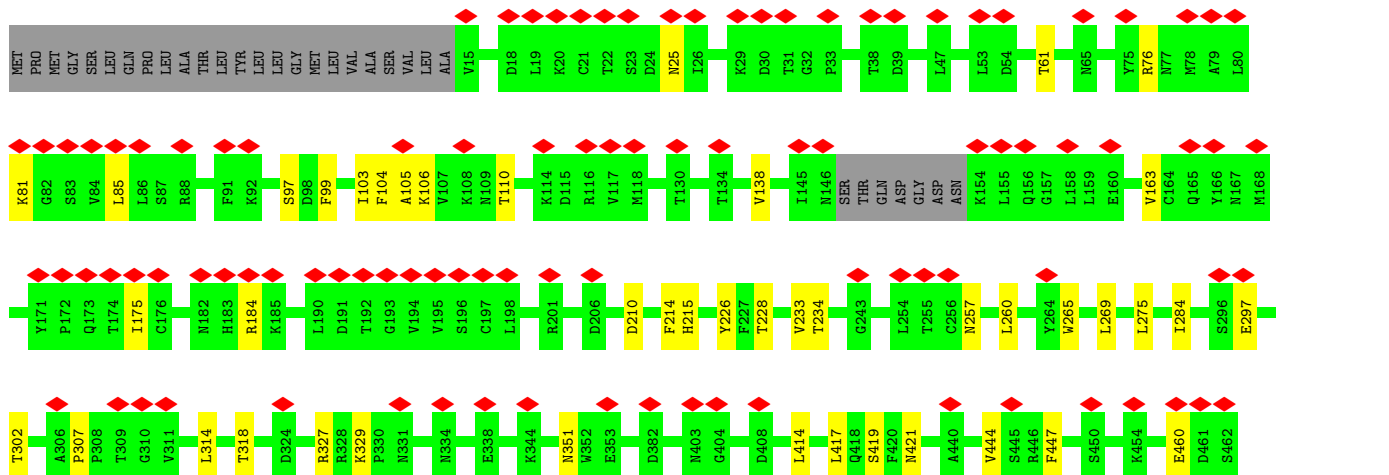 MET PRO MET GLY SER LEU GLN PRO LEU ALA THR LEU TYR LEU LEU GLY MET LEU VAL ALA SER VAL LEU ALA V15 D18 L19 K20 C21 T22 S23 D24 N25 I26 K29 D30 T31 G32 P33 T38 D39 L47 L53 D54 T61 N65 Y75 R76 N77 M78 A79 L80
K81 G82 S83 V84 L85 L86 S87 R88 F91 K92 S97 D98 F99 I103 F104 A105 K106 V107 K108 N109 T110 K114 D115 R116 V117 M118 T130 T134 V138 I145 N146 SER THR GLN ASP GLY ASP ASN K154 L155 Q156 G157 L158 L159 E160 V163 C164 Q165 Y166 N167 M168
Y171 P172 Q173 T174 I175 C176 N182 H183 R184 K185 L190 D191 T192 G193 V194 V195 S196 C197 L198 R201 D206 D210 F214 H215 Y226 F227 T228 V233 T234 G243 L254 T255 C256 N257 L260 Y264 W265 L269 L275 I284 S296 E297
T302 A306 P307 P308 T309 G310 V311 L314 T318 D324 R327 R328 K329 P330 N331 N334 E338 K344 N351 W352 E353 D382 N403 G404 D408 L414 L417 Q418 S419 F420 N421 A440 V444 S445 R446 F447 S450 K454 E460 D461 S462